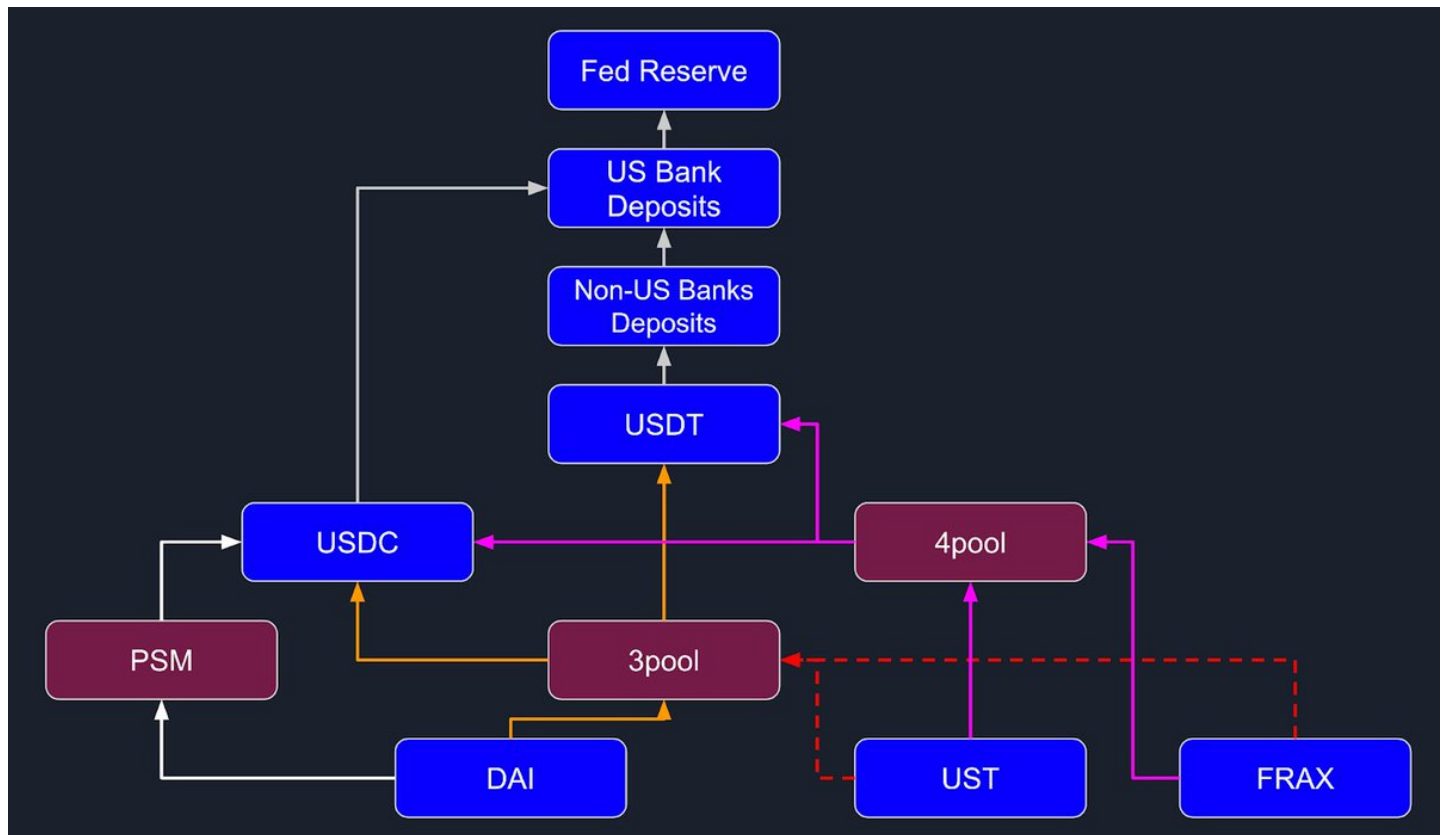 Fed Reserve
US Bank
Deposits
Non-US Banks
Deposits
USDT
USDC
4pool
PSM
3pool
DAI
UST
FRAX